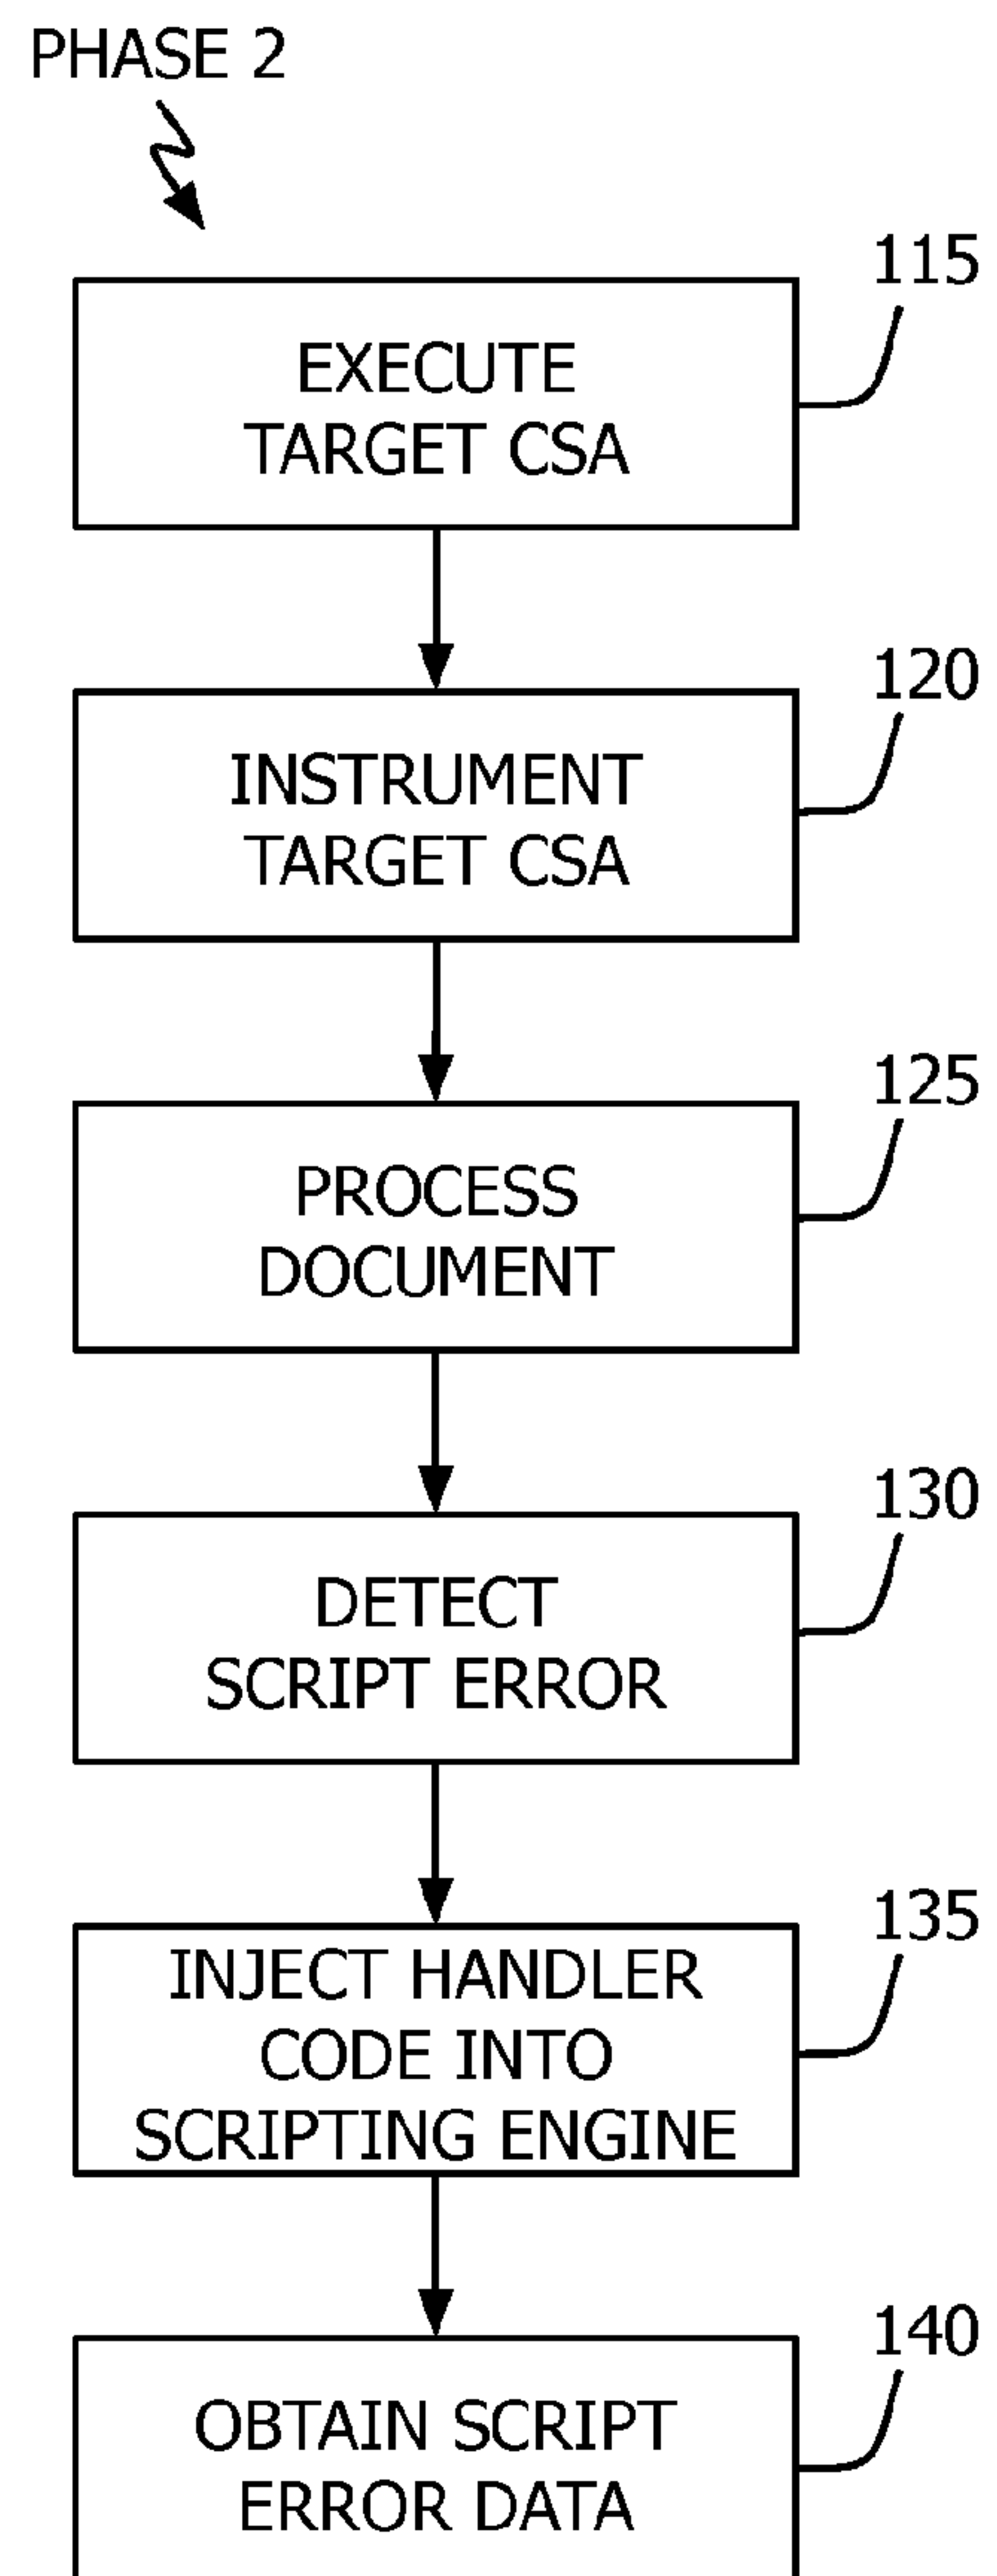 PHASE 2
115
EXECUTE
TARGET CSA
120
INSTRUMENT
TARGET CSA
125
PROCESS
DOCUMENT
130
DETECT
SCRIPT ERROR
135
INJECT HANDLER
CODE INTO
SCRIPTING ENGINE
140
OBTAIN SCRIPT
ERROR DATA